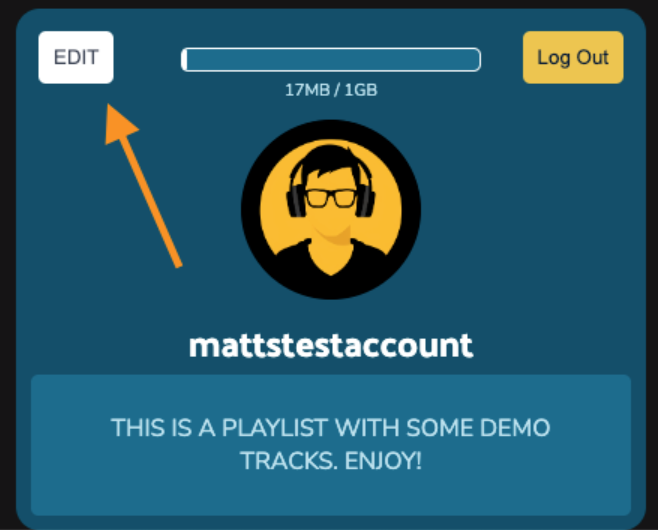 EDIT
Log Out
17MB / 1GB
mattstestaccount
THIS IS A PLAYLIST WITH SOME DEMO
TRACKS. ENJOY!